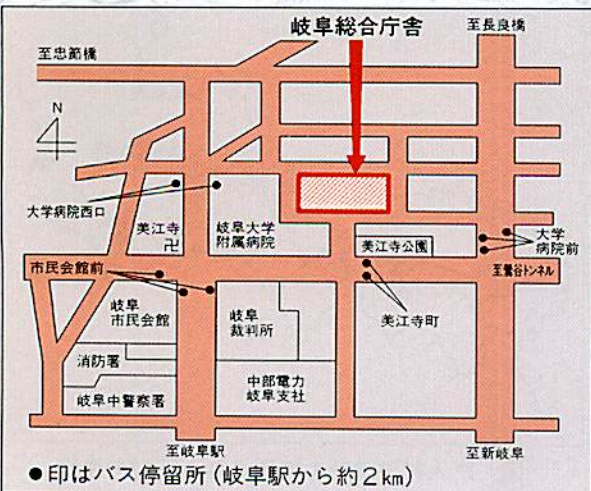 岐阜総合庁舎
至長良橋
至忠節橋
N
大学病院西口
美江寺
卍
岐阜大学
附属病院
美江寺公園
大学
病院前
市民会館前
至鶯谷トンネル
岐阜
市民会館
岐阜
裁判所
美江寺町
消防署
岐阜中警察署
中部電力
岐阜支社
至岐阜駅
至新岐阜
●印はバス停留所(岐阜駅から約2km)